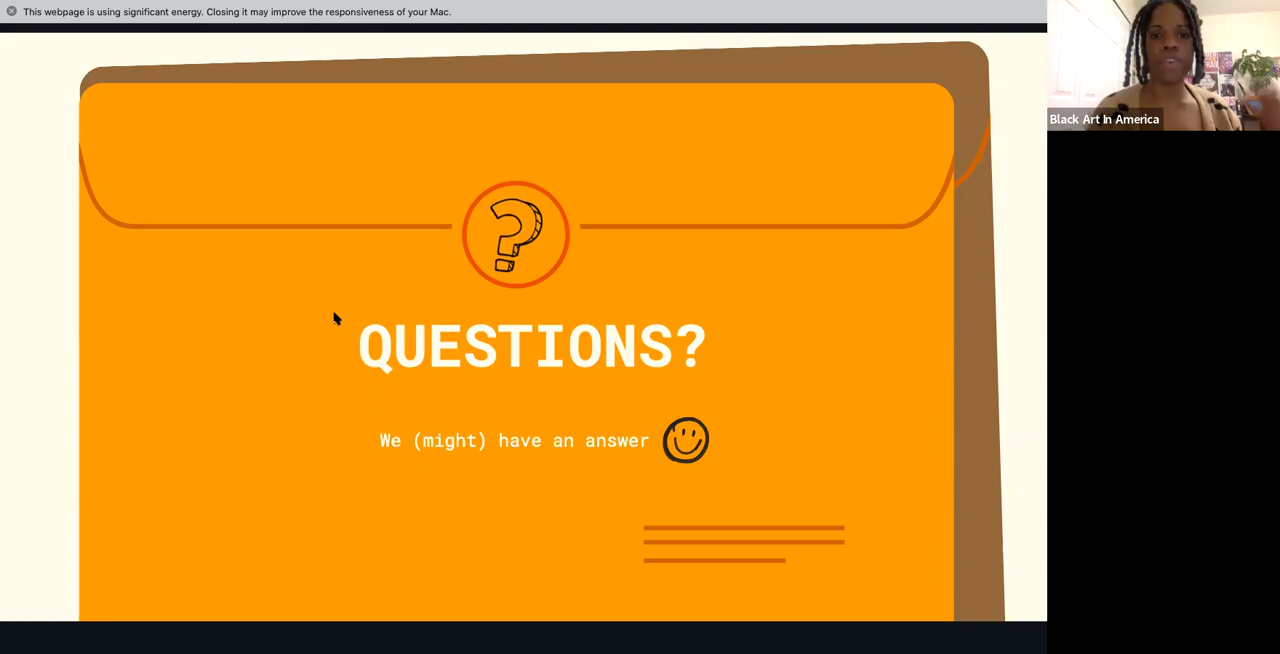 This webpage is using significant energy. Closing it may improve the responsiveness of your Mac.
Black Art In America
?
QUESTIONS?
We (might) have an answer